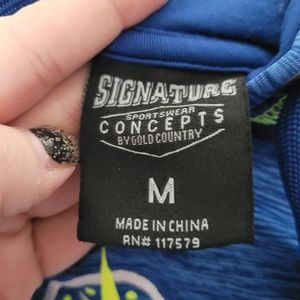 SIGNATURE
SPORTSWEAR
CONCEPTS
BY GOLD COUNTRY
M
MADE IN CHINA
RN# 117579